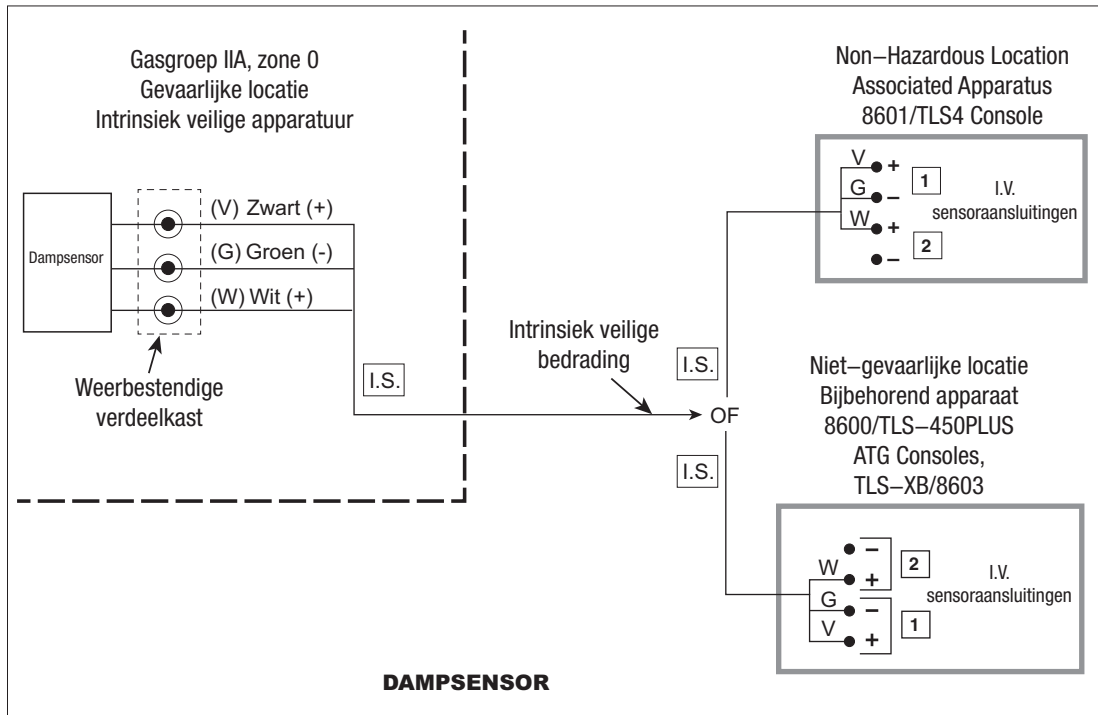 Gasgroep IIA, zone 0
Gevaarlijke locatie
Intrinsiek veilige apparatuur
Dampsensor
(V) Zwart (+)
(G) Groen (-)
(W) Wit (+)
Weerbestendige
verdeelkast
I.S.
Intrinsiek veilige
bedrading
OF
I.S.
I.S.
Non–Hazardous Location
Associated Apparatus
8601/TLS4 Console
V +
G –
W +
–
1
2
I.V.
sensoraansluitingen
Niet–gevaarlijke locatie
Bijbehorend apparaat
8600/TLS–450PLUS
ATG Consoles,
TLS–XB/8603
–
W +
G –
V +
2
1
I.V.
sensoraansluitingen
DAMPSENSOR